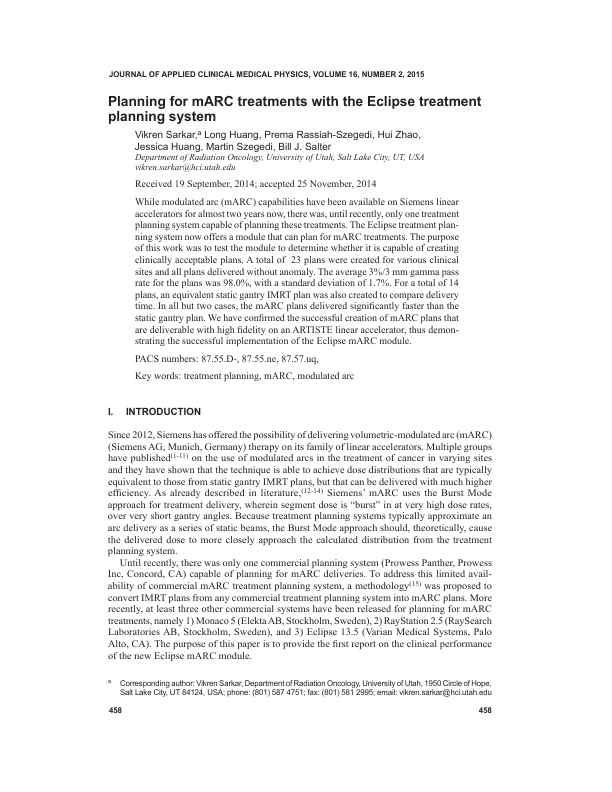 JOURNAL OF APPLIED CLINICAL MEDICAL PHYSICS, VOLUME 16, NUMBER 2, 2015
Planning for mARC treatments with the Eclipse treatment
planning system
Vikren Sarkar,a Long Huang, Prema Rassiah-Szegedi, Hui Zhao,
Jessica Huang, Martin Szegedi, Bill J. Salter
Department of Radiation Oncology, University of Utah, Salt Lake City, UT, USA
vikren.sarkar@hci.utah.edu
Received 19 September, 2014; accepted 25 November, 2014
While modulated arc (mARC) capabilities have been available on Siemens linear
accelerators for almost two years now, there was, until recently, only one treatment
planning system capable of planning these treatments. The Eclipse treatment plan-
ning system now offers a module that can plan for mARC treatments. The purpose
of this work was to test the module to determine whether it is capable of creating
clinically acceptable plans. A total of 23 plans were created for various clinical
sites and all plans delivered without anomaly. The average 3%/3 mm gamma pass
rate for the plans was 98.0%, with a standard deviation of 1.7%. For a total of 14
plans, an equivalent static gantry IMRT plan was also created to compare delivery
time. In all but two cases, the mARC plans delivered significantly faster than the
static gantry plan. We have confirmed the successful creation of mARC plans that
are deliverable with high fidelity on an ARTISTE linear accelerator, thus demon-
strating the successful implementation of the Eclipse mARC module.
PACS numbers: 87.55.D-, 87.55.ne, 87.57.uq,
Key words: treatment planning, mARC, modulated arc
I. INTRODUCTION
Since 2012, Siemens has offered the possibility of delivering volumetric-modulated arc (mARC)
(Siemens AG, Munich, Germany) therapy on its family of linear accelerators. Multiple groups
have published(1-11) on the use of modulated arcs in the treatment of cancer in varying sites
and they have shown that the technique is able to achieve dose distributions that are typically
equivalent to those from static gantry IMRT plans, but that can be delivered with much higher
efficiency. As already described in literature,(12-14) Siemens' mARC uses the Burst Mode
approach for treatment delivery, wherein segment dose is "burst" in at very high dose rates,
over very short gantry angles. Because treatment planning systems typically approximate an
arc delivery as a series of static beams, the Burst Mode approach should, theoretically, cause
the delivered dose to more closely approach the calculated distribution from the treatment
planning system.
Until recently, there was only one commercial planning system (Prowess Panther, Prowess
Inc, Concord, CA) capable of planning for mARC deliveries. To address this limited avail-
ability of commercial mARC treatment planning system, a methodology(15) was proposed to
convert IMRT plans from any commercial treatment planning system into mARC plans. More
recently, at least three other commercial systems have been released for planning for mARC
treatments, namely 1) Monaco 5 (Elekta AB, Stockholm, Sweden), 2) RayStation 2.5 (RaySearch
Laboratories AB, Stockholm, Sweden), and 3) Eclipse 13.5 (Varian Medical Systems, Palo
Alto, CA). The purpose of this paper is to provide the first report on the clinical performance
of the new Eclipse mARC module.
a Corresponding author: Vikren Sarkar, Department of Radiation Oncology, University of Utah, 1950 Circle of Hope,
Salt Lake City, UT 84124, USA; phone: (801) 587 4751; fax: (801) 581 2995; email: vikren.sarkar@hci.utah.edu
458 458